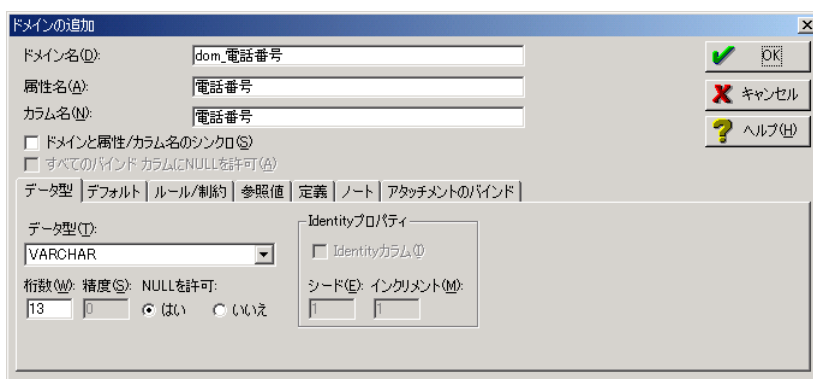 ドメインの追加
ドメイン名(D): dom_電話番号
OK
属性名(A): 電話番号
キャンセル
カラム名(N): 電話番号
ヘルプ(H)
ドメインと属性/カラム名のシンクロ(S)
すべてのバインド カラムにNULLを許可(A)
データ型 デフォルト ルール/制約 参照値 定義 ノート アタッチメントのバインド
データ型(T):
VARCHAR
桁数(W): 精度(S): NULLを許可:
13 0 はい いいえ
Identityプロパティ
Identityカラム(I)
シード(E): インクリメント(M):
1 1